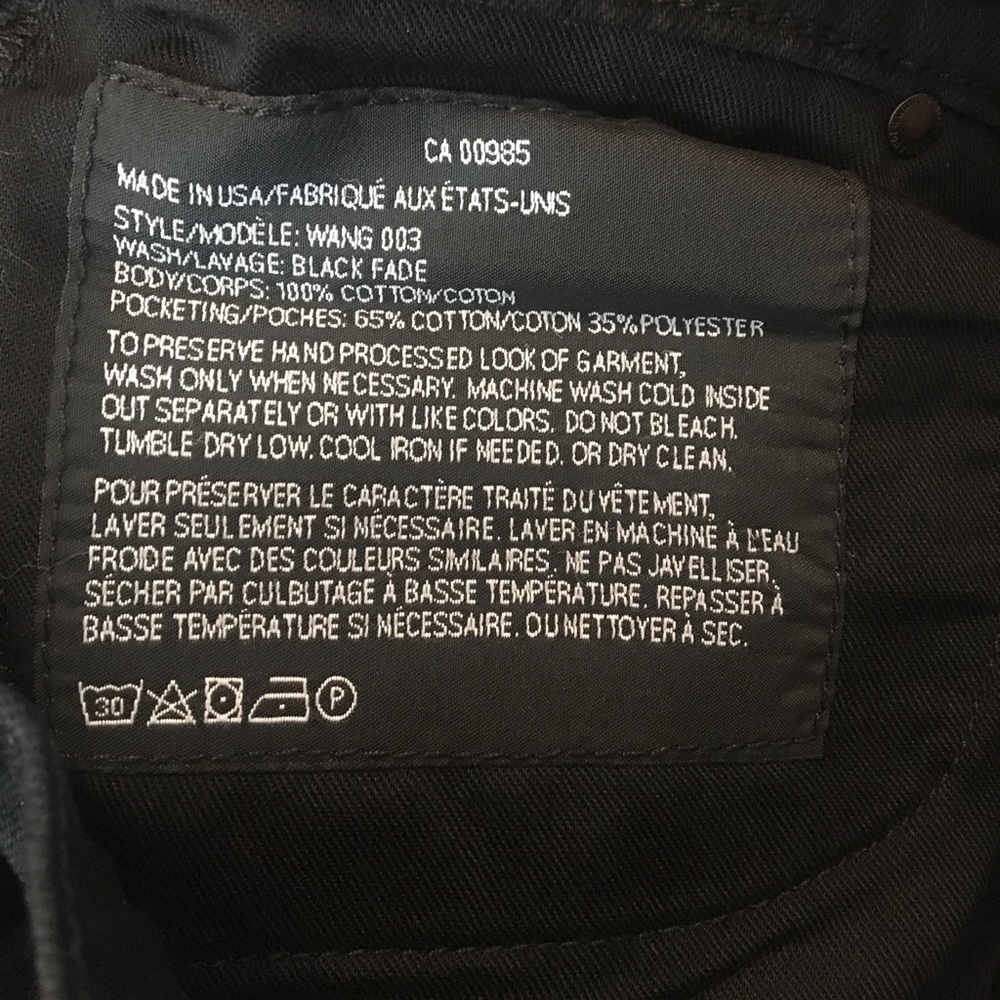 CA 00985
MADE IN USA/FABRIQUÉ AUX ÉTATS-UNIS
STYLE/MODÈLE: WANG 003
WASH/LAVAGE: BLACK FADE
BODY/CORPS: 100% COTTON/COTON
POCKETING/POCHES: 65% COTTON/COTON 35% POLYESTER
TO PRESERVE HAND PROCESSED LOOK OF GARMENT,
WASH ONLY WHEN NECESSARY. MACHINE WASH COLD INSIDE
OUT SEPARATELY OR WITH LIKE COLORS. DO NOT BLEACH.
TUMBLE DRY LOW. COOL IRON IF NEEDED. OR DRY CLEAN.
POUR PRÉSERVER LE CARACTÈRE TRAITÉ DU VÊTEMENT,
LAVER SEULEMENT SI NÉCESSAIRE. LAVER EN MACHINE À L'EAU
FROIDE AVEC DES COULEURS SIMILAIRES. NE PAS JAVELLISER.
SÉCHER PAR CULBUTAGE À BASSE TEMPÉRATURE. REPASSER À
BASSE TEMPÉRATURE SI NÉCESSAIRE. OU NETTOYER À SEC.
30 P